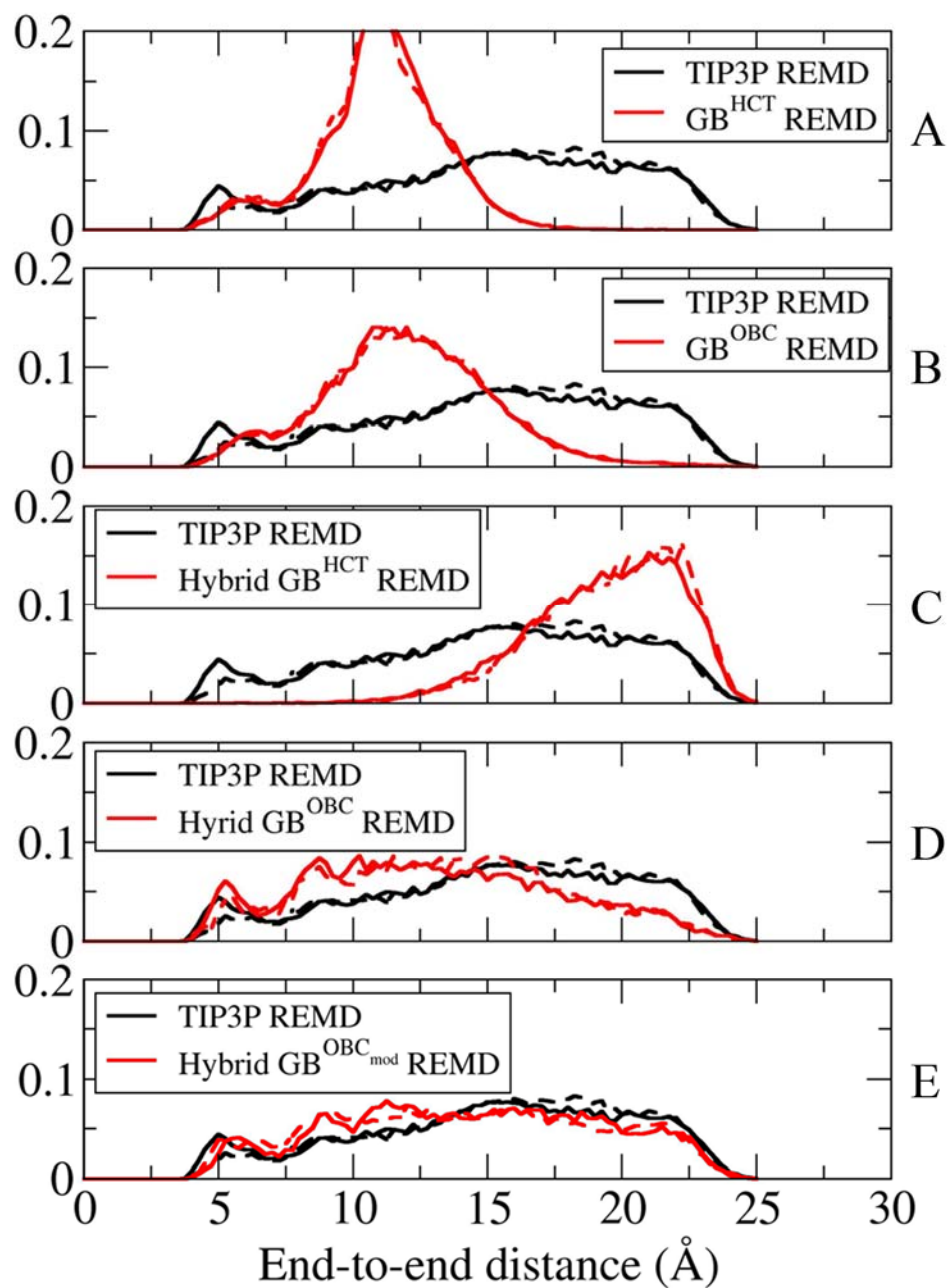 0.2
TIP3P REMD
GB^HCT REMD
0.1
A
0
0.2
TIP3P REMD
GB^OBC REMD
0.1
B
0
0.2
TIP3P REMD
Hybrid GB^HCT REMD
0.1
C
0
0.2
TIP3P REMD
Hyrid GB^OBC REMD
0.1
D
0
0.2
TIP3P REMD
Hybrid GB^OBC_mod REMD
0.1
E
0
0 5 10 15 20 25 30
End-to-end distance (Å)